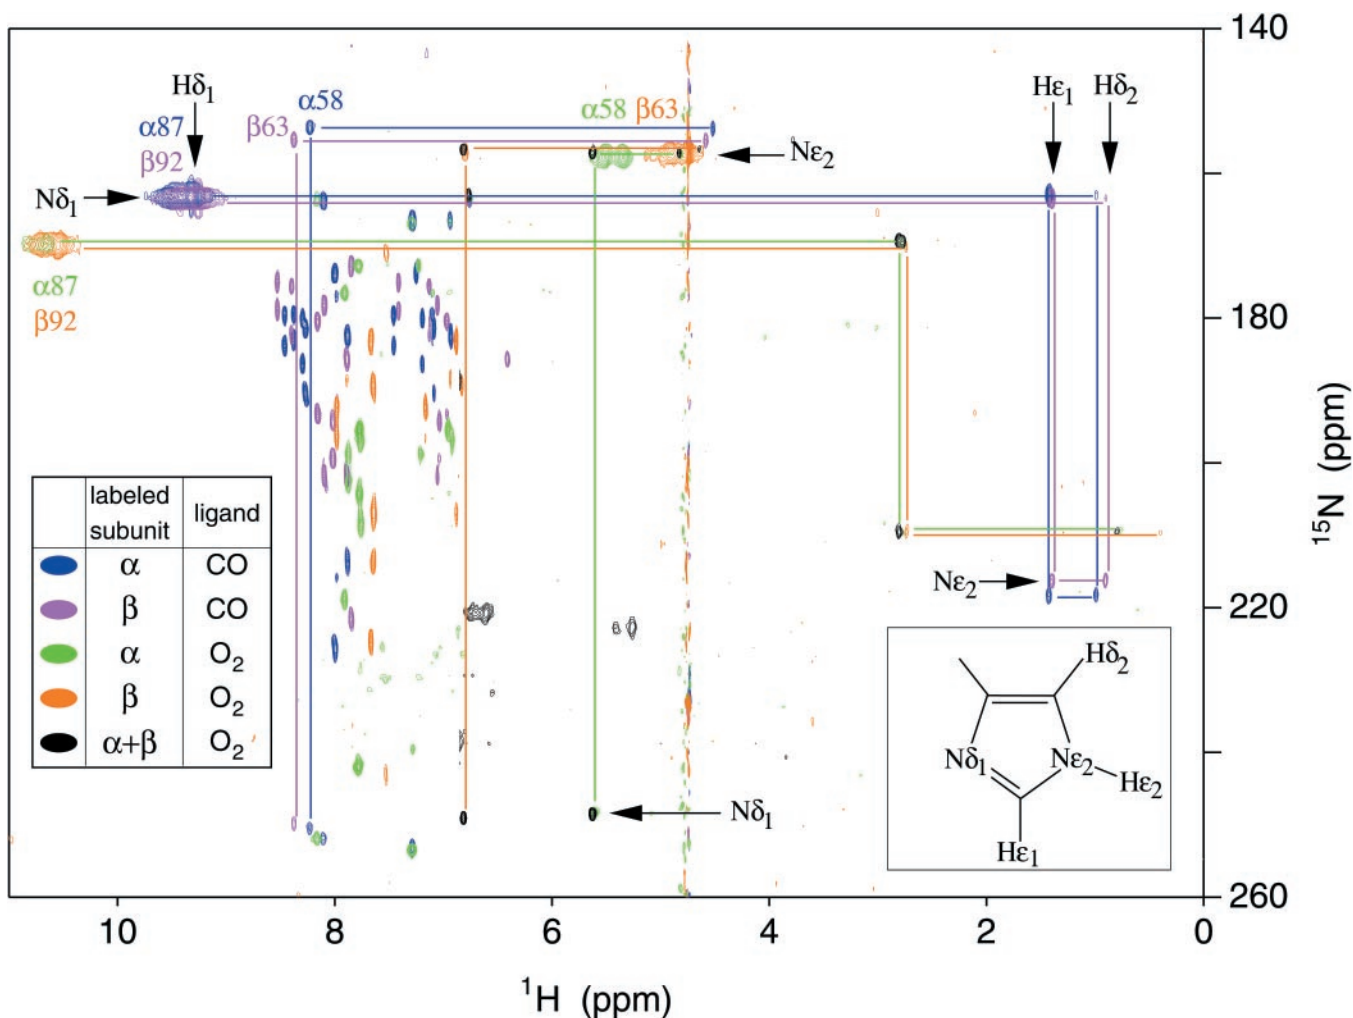 140
Hδ₁
α58
α58 β63
Hε₁ Hδ₂
α87
β63
β92
Nε₂
Nδ₁
α87
β92
180
¹⁵N (ppm)
labeled subunit ligand
α CO
β CO
α O₂
β O₂
α+β O₂
Nε₂
220
Hδ₂
Nδ₁ Nε₂
Hε₂
Hε₁
Nδ₁
260
10 8 6 4 2 0
¹H (ppm)